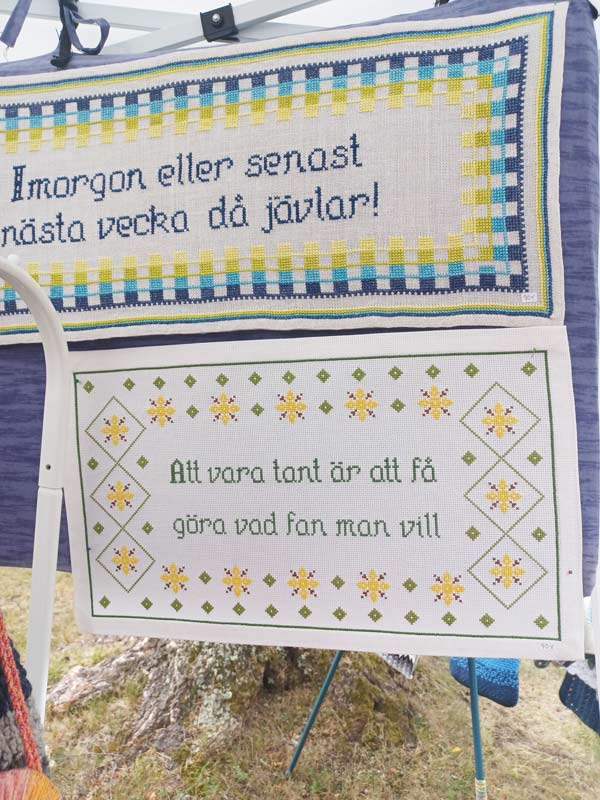 Imorgon eller senast
nästa vecka då jävlar!
Att vara tant är att få
göra vad fan man vill